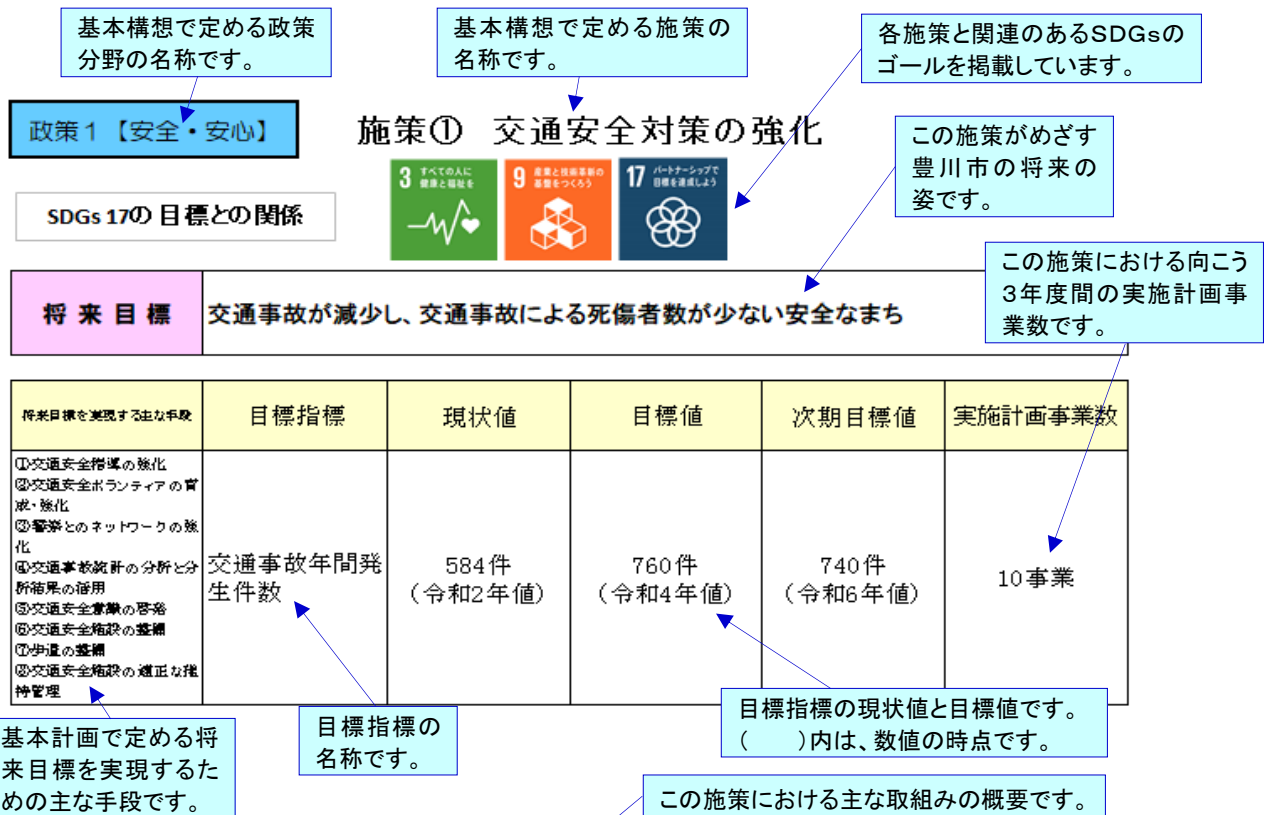 基本構想で定める政策
分野の名称です。
基本構想で定める施策の
名称です。
各施策と関連のあるSDGsの
ゴールを掲載しています。
政策1【安全・安心】
施策① 交通安全対策の強化
この施策がめざす
豊川市の将来の
姿です。
SDGs 17の目標との関係
3 すべての人に
健康と福祉を
9 産業と技術革新の
基盤をつくろう
17 パートナーシップで
目標を達成しよう
この施策における向こう
3年度間の実施計画事
業数です。
将来目標
交通事故が減少し、交通事故による死傷者数が少ない安全なまち
将来目標を実現する主な手段
目標指標
現状値
目標値
次期目標値
実施計画事業数
①交通安全指導の強化
②交通安全ボランティアの育
成・強化
③警察とのネットワークの強
化
④交通事故統計の分析と分
析結果の活用
⑤交通安全意識の啓発
⑥交通安全施設の整備
⑦歩道の整備
⑧交通安全施設の適正な維
持管理
交通事故年間発
生件数
584件
(令和2年値)
760件
(令和4年値)
740件
(令和6年値)
10事業
基本計画で定める将
来目標を実現するた
めの主な手段です。
目標指標の
名称です。
目標指標の現状値と目標値です。
(　　)内は、数値の時点です。
この施策における主な取組みの概要です。